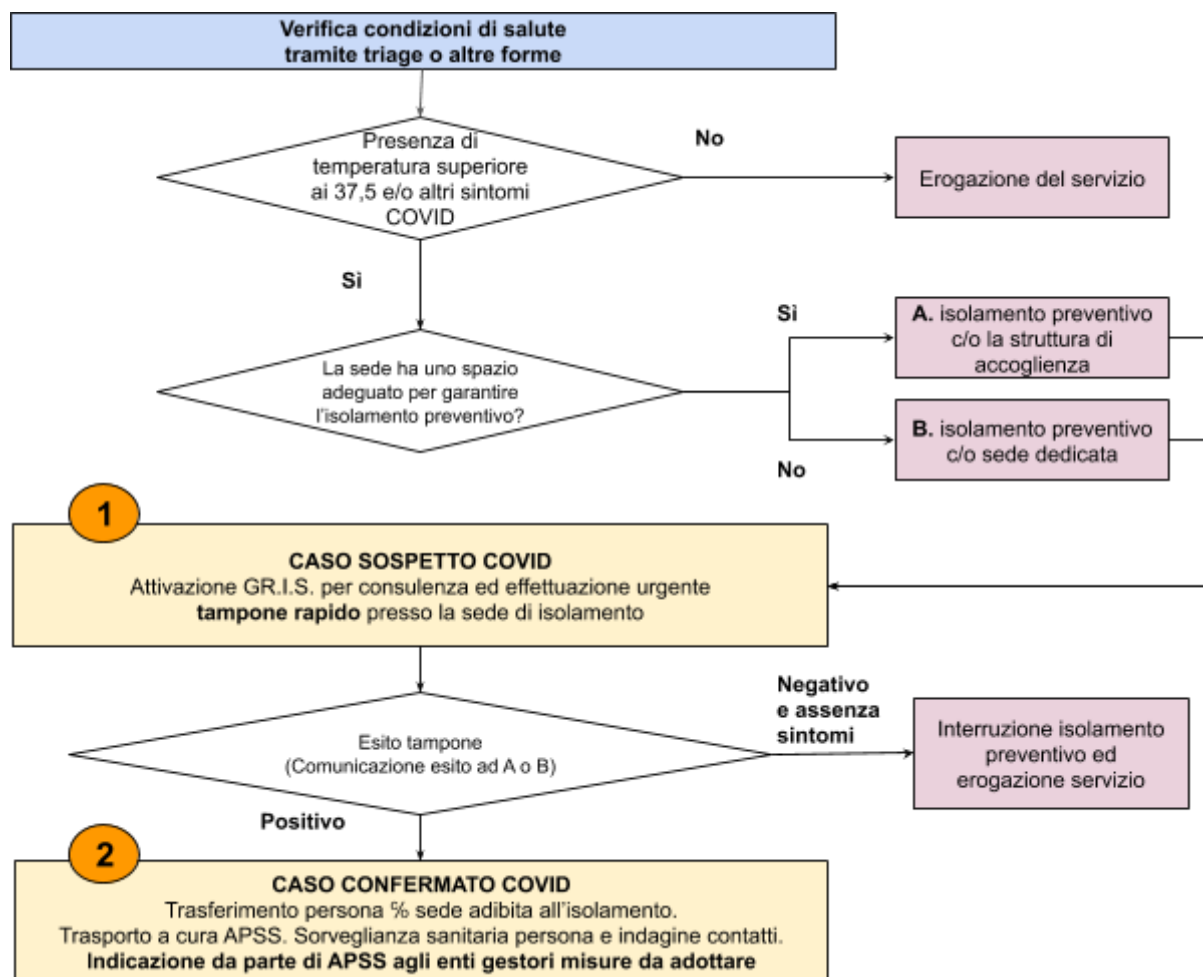 Verifica condizioni di salute
tramite triage o altre forme
Presenza di
temperatura superiore
ai 37,5 e/o altri sintomi
COVID
No
Erogazione del servizio
Sì
La sede ha uno spazio
adeguato per garantire
l'isolamento preventivo?
Sì
A. isolamento preventivo
c/o la struttura di
accoglienza
No
B. isolamento preventivo
c/o sede dedicata
1
CASO SOSPETTO COVID
Attivazione GR.I.S. per consulenza ed effettuazione urgente
tampone rapido presso la sede di isolamento
Esito tampone
(Comunicazione esito ad A o B)
Negativo
e assenza
sintomi
Interruzione isolamento
preventivo ed
erogazione servizio
Positivo
2
CASO CONFERMATO COVID
Trasferimento persona ℅ sede adibita all'isolamento.
Trasporto a cura APSS. Sorveglianza sanitaria persona e indagine contatti.
Indicazione da parte di APSS agli enti gestori misure da adottare